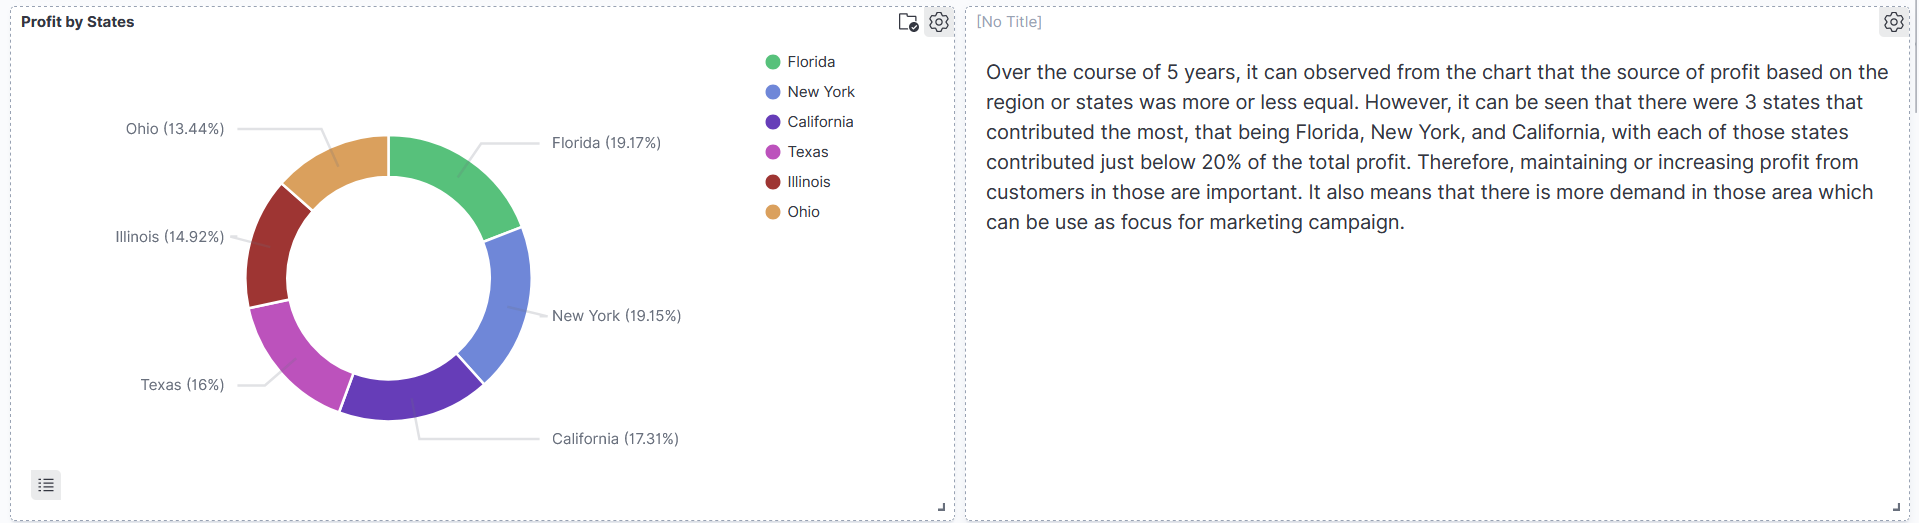 Profit by States
Florida
New York
California
Texas
Illinois
Ohio
Ohio (13.44%)
Florida (19.17%)
Illinois (14.92%)
New York (19.15%)
Texas (16%)
California (17.31%)
[No Title]
Over the course of 5 years, it can observed from the chart that the source of profit based on the
region or states was more or less equal. However, it can be seen that there were 3 states that
contributed the most, that being Florida, New York, and California, with each of those states
contributed just below 20% of the total profit. Therefore, maintaining or increasing profit from
customers in those are important. It also means that there is more demand in those area which
can be use as focus for marketing campaign.